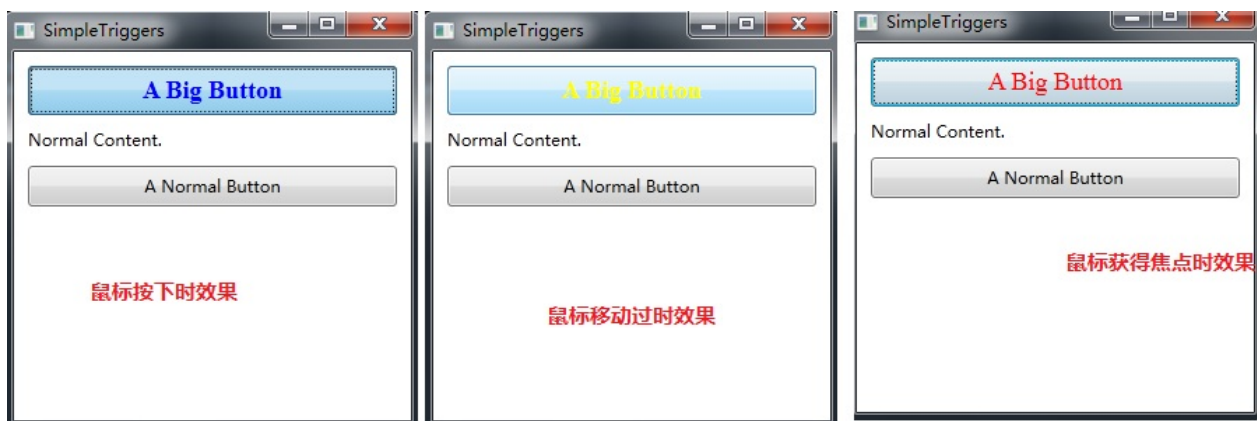 SimpleTriggers
A Big Button
Normal Content.
A Normal Button
鼠标按下时效果
SimpleTriggers
A Big Button
Normal Content.
A Normal Button
鼠标移动过时效果
SimpleTriggers
A Big Button
Normal Content.
A Normal Button
鼠标获得焦点时效果